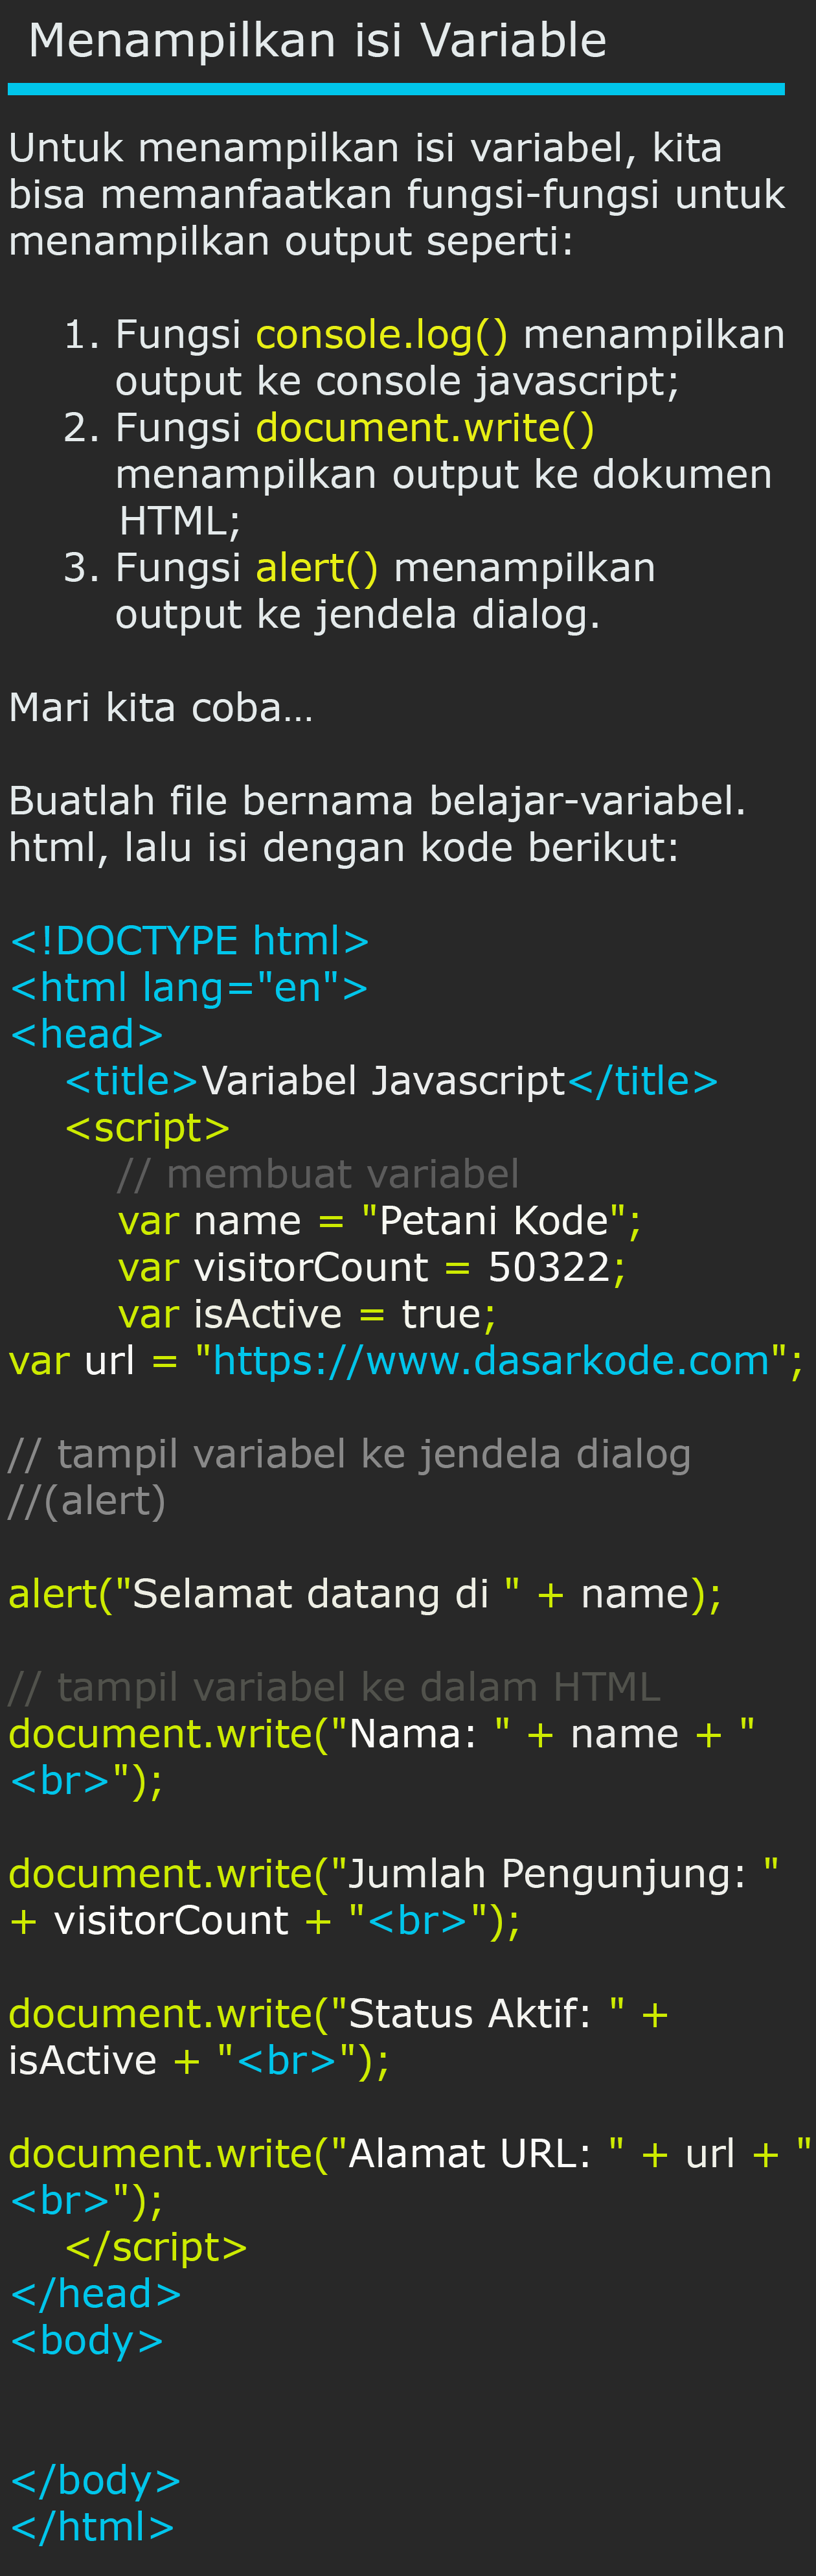 Menampilkan isi Variable
Untuk menampilkan isi variabel, kita
bisa memanfaatkan fungsi-fungsi untuk
menampilkan output seperti:
1. Fungsi console.log() menampilkan
output ke console javascript;
2. Fungsi document.write()
menampilkan output ke dokumen
HTML;
3. Fungsi alert() menampilkan
output ke jendela dialog.
Mari kita coba…
Buatlah file bernama belajar-variabel.
html, lalu isi dengan kode berikut:
<!DOCTYPE html>
<html lang="en">
<head>
<title>Variabel Javascript</title>
<script>
// membuat variabel
var name = "Petani Kode";
var visitorCount = 50322;
var isActive = true;
var url = "https://www.dasarkode.com";
// tampil variabel ke jendela dialog
//(alert)
alert("Selamat datang di " + name);
// tampil variabel ke dalam HTML
document.write("Nama: " + name + "
<br>");
document.write("Jumlah Pengunjung: "
+ visitorCount + "<br>");
document.write("Status Aktif: " +
isActive + "<br>");
document.write("Alamat URL: " + url + "
<br>");
</script>
</head>
<body>
</body>
</html>